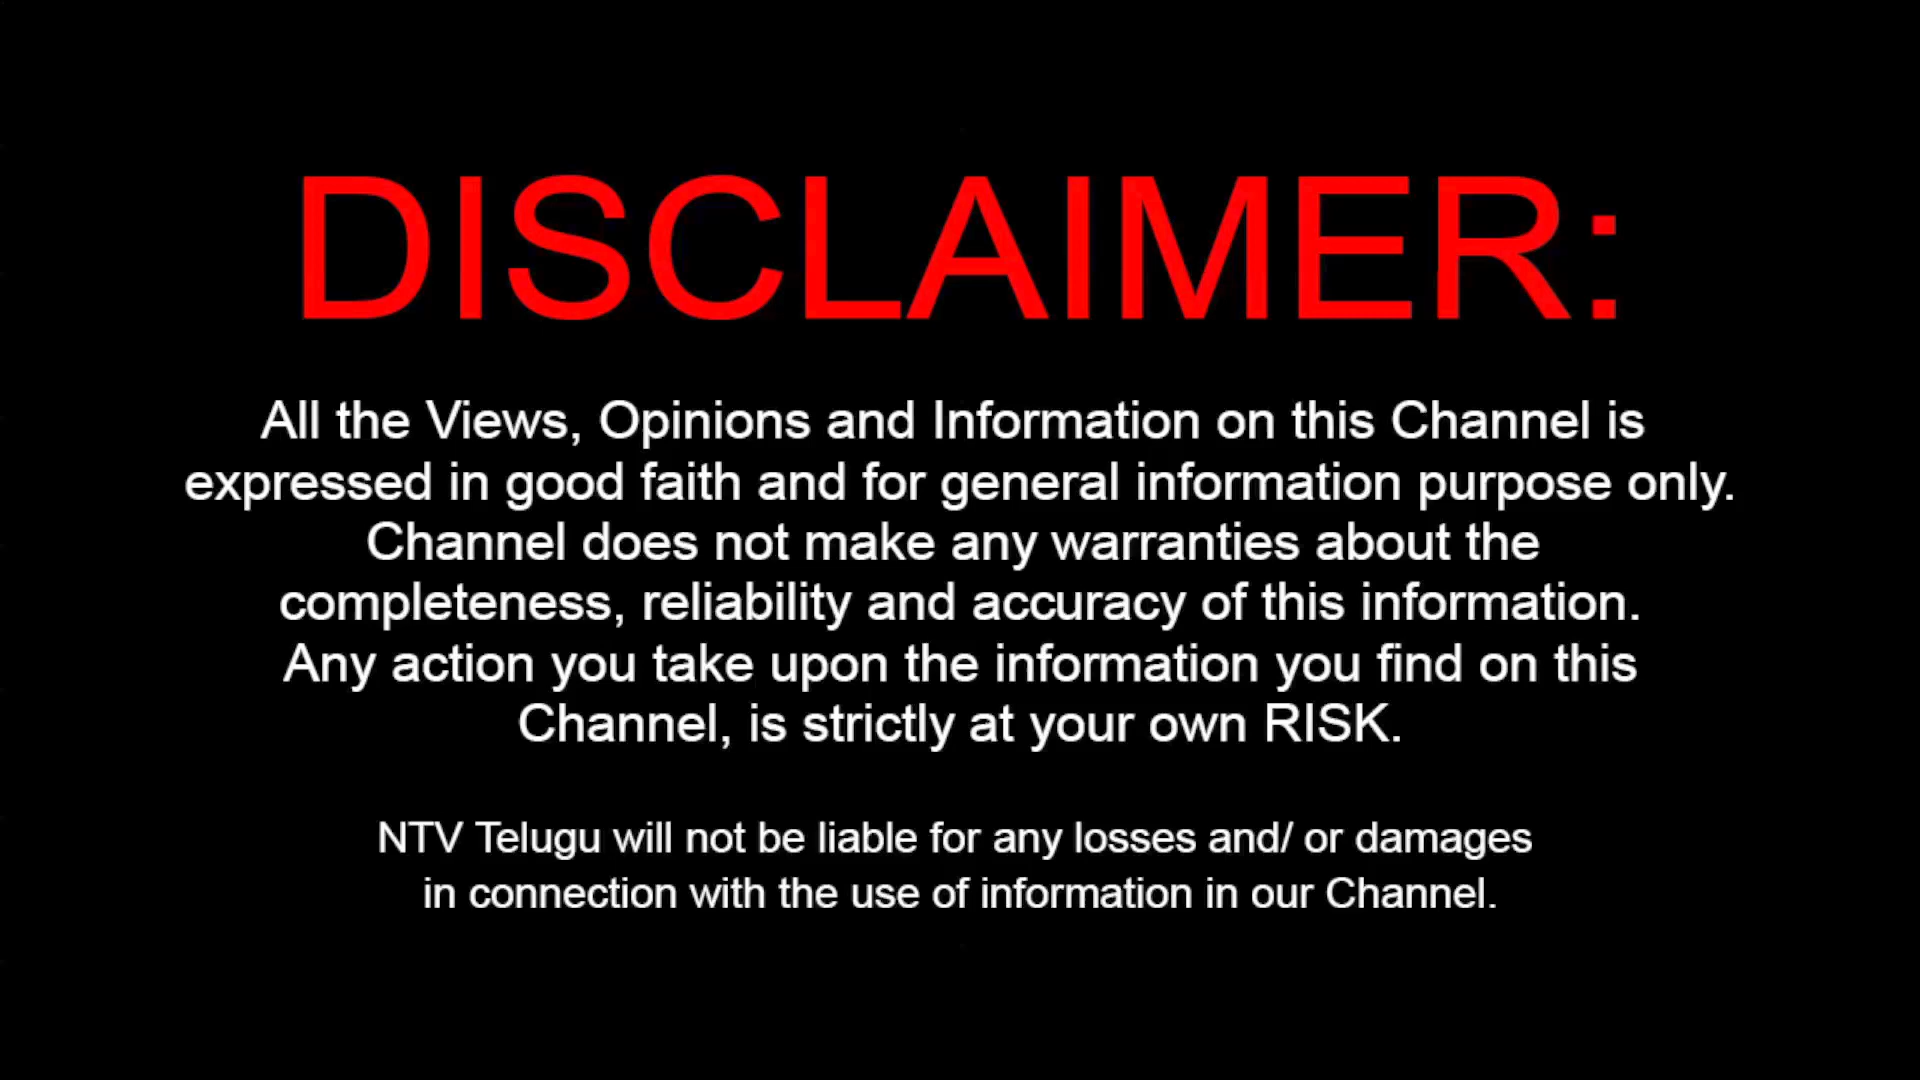 DISCLAIMER:
All the Views, Opinions and Information on this Channel is
expressed in good faith and for general information purpose only.
Channel does not make any warranties about the
completeness, reliability and accuracy of this information.
Any action you take upon the information you find on this
Channel, is strictly at your own RISK.
NTV Telugu will not be liable for any losses and/ or damages
in connection with the use of information in our Channel.